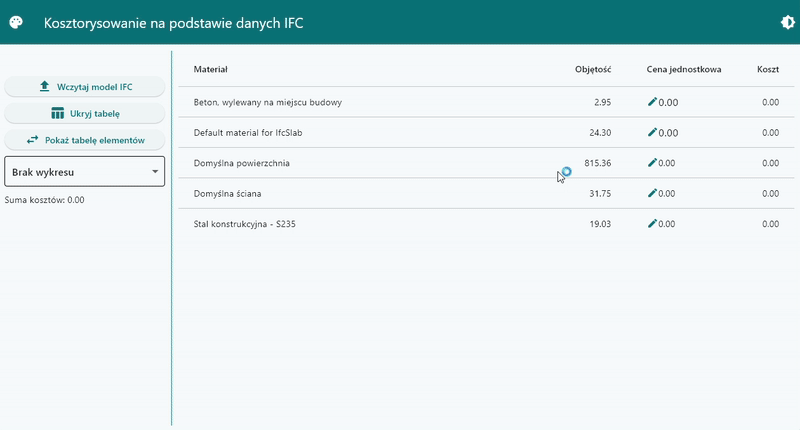 Kosztorysowanie na podstawie danych IFC
Wczytaj model IFC
Ukryj tabelę
Pokaż tabelę elementów
Brak wykresu
Suma kosztów: 0.00
Materiał Objętość Cena jednostkowa Koszt
Beton, wylewany na miejscu budowy 2.95 0.00 0.00
Default material for IfcSlab 24.30 0.00 0.00
Domyślna powierzchnia 815.36 0.00 0.00
Domyślna ściana 31.75 0.00 0.00
Stal konstrukcyjna - S235 19.03 0.00 0.00